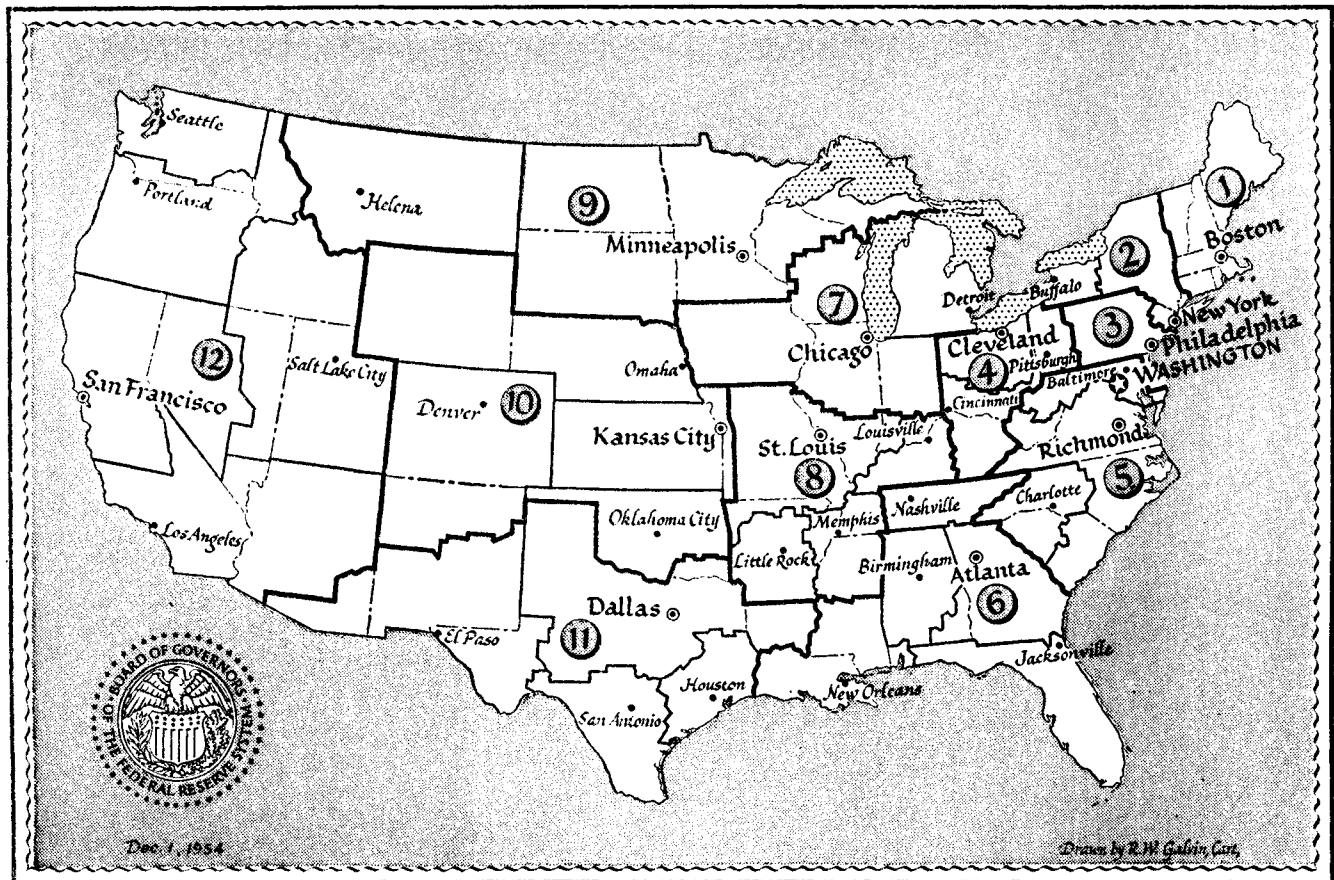 Seattle
Portland
Helena
9
Minneapolis
1
Boston
2
Buffalo
Detroit
7
Chicago
Cleveland
4
Pittsburgh
3
New York
Philadelphia
WASHINGTON
Baltimore
Cincinnati
12
San Francisco
Salt Lake City
Omaha
Denver
10
Kansas City
St. Louis
8
Louisville
Richmond
5
Los Angeles
Oklahoma City
Memphis
Nashville
Charlotte
Little Rock
Birmingham
Atlanta
6
Dallas
11
El Paso
Houston
San Antonio
New Orleans
Jacksonville
BOARD OF GOVERNORS
OF THE FEDERAL RESERVE SYSTEM
Dec. 1, 1954
Drawn by R. W. Galvin, Cart.